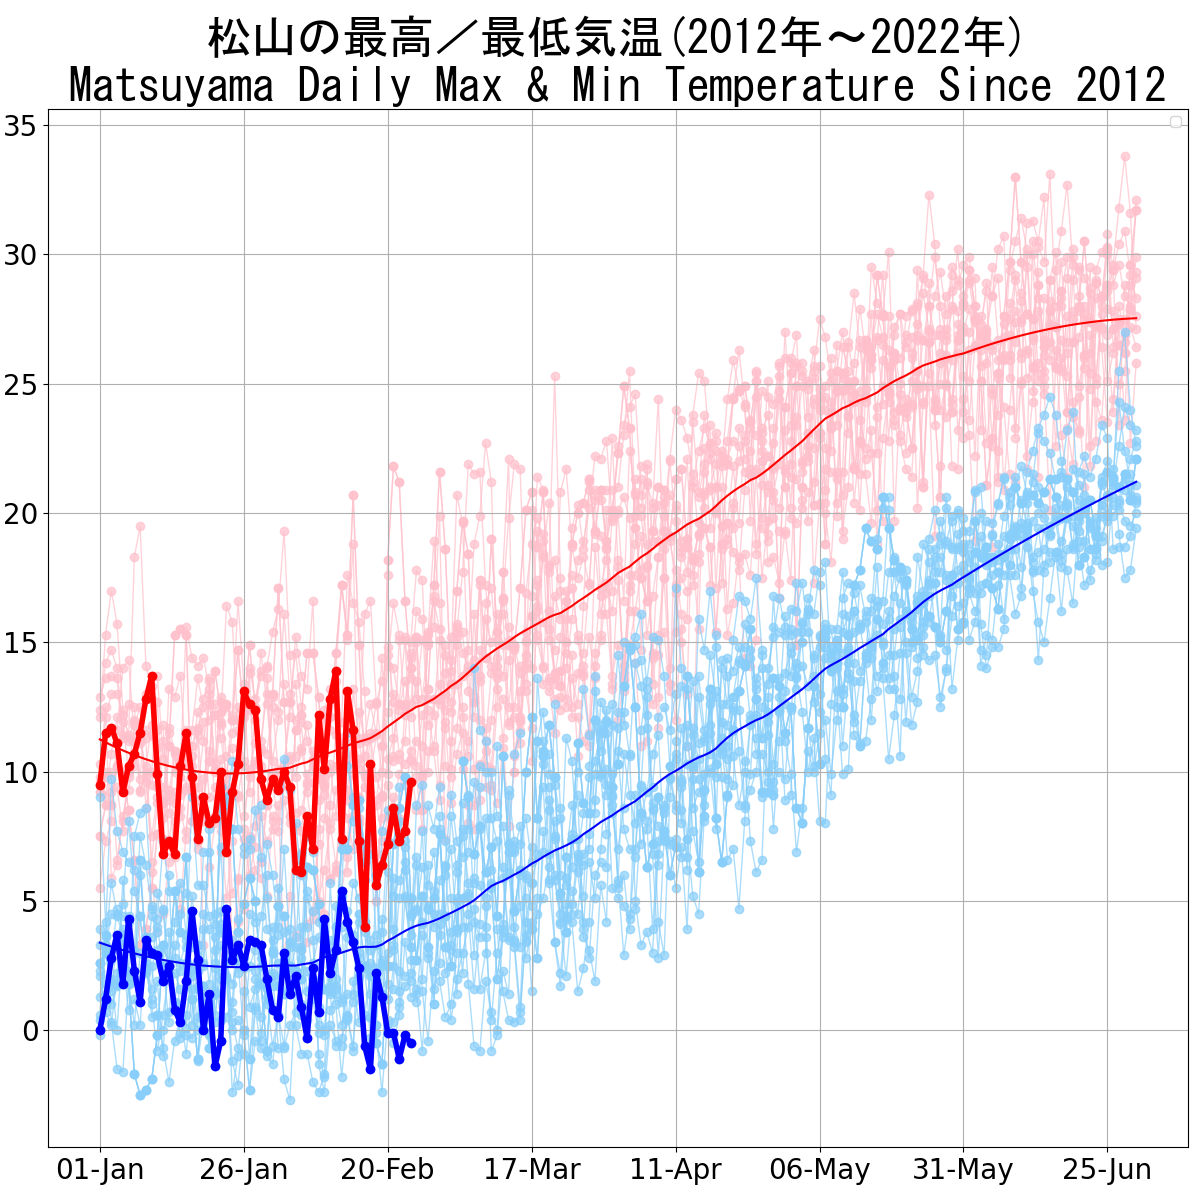 松山の最高／最低気温(2012年～2022年)
Matsuyama Daily Max & Min Temperature Since 2012
35
30
25
20
15
10
5
0
01-Jan 26-Jan 20-Feb 17-Mar 11-Apr 06-May 31-May 25-Jun